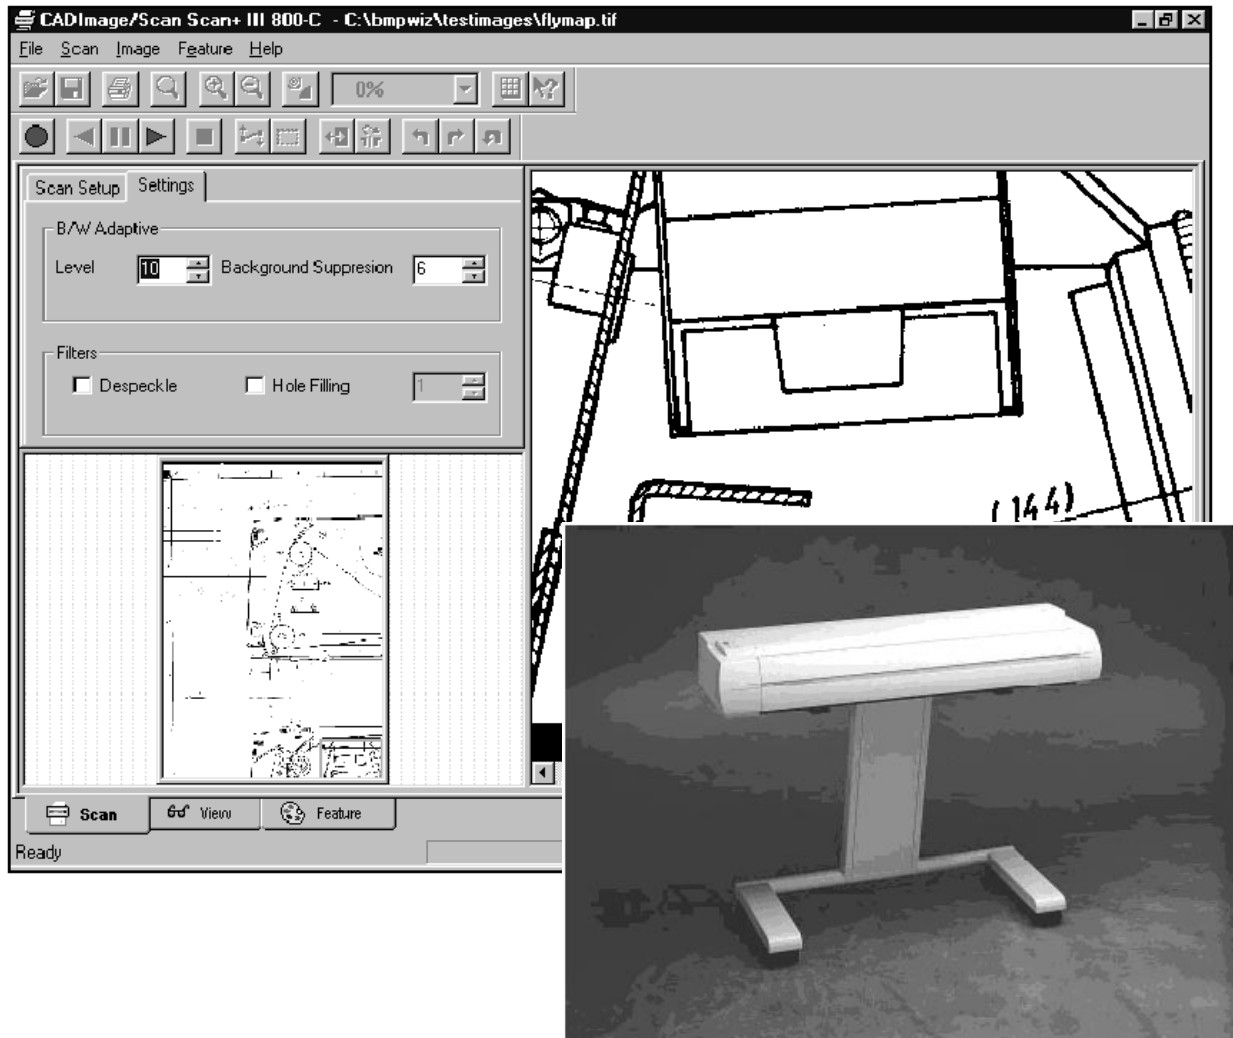 CADImage/Scan Scan+ III 800-C - C:\bmpwiz\testimages\flymap.tif
File Scan Image Feature Help
0%
Scan Setup Settings
B/W Adaptive
Level 10 Background Suppresion 6
Filters
Despeckle Hole Filling 1
(144)
Scan View Feature
Ready